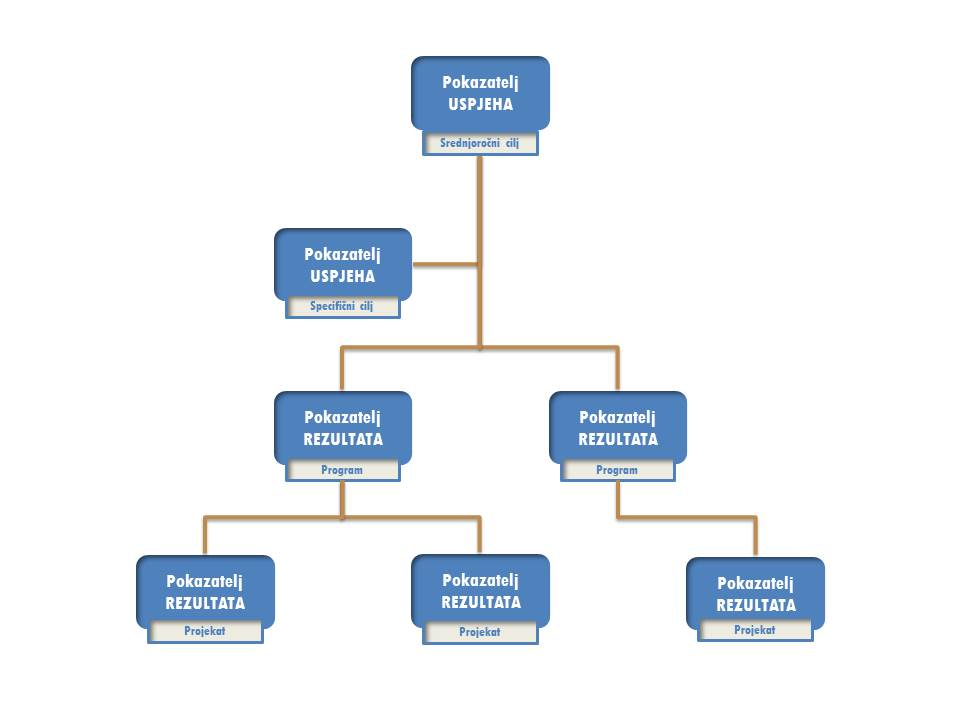 Pokazatelj
USPJEHA
Srednjoročni cilj
Pokazatelj
USPJEHA
Specifični cilj
Pokazatelj
REZULTATA
Program
Pokazatelj
REZULTATA
Program
Pokazatelj
REZULTATA
Projekat
Pokazatelj
REZULTATA
Projekat
Pokazatelj
REZULTATA
Projekat